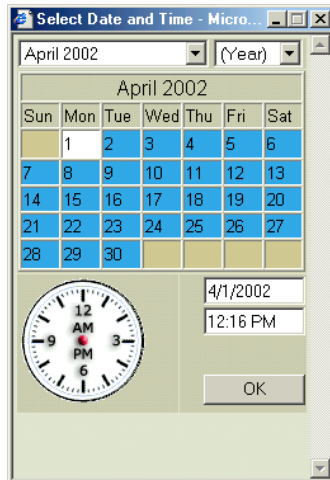 Select Date and Time - Micro...
April 2002 (Year)
April 2002
Sun Mon Tue Wed Thu Fri Sat
1 2 3 4 5 6
7 8 9 10 11 12 13
14 15 16 17 18 19 20
21 22 23 24 25 26 27
28 29 30
4/1/2002
12:16 PM
12
AM
9 3
PM
6
OK